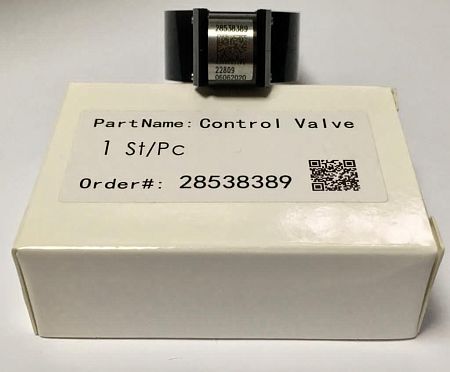 28538389
22809
06062020
PartName: Control Valve
1 St/Pc
Order#: 28538389